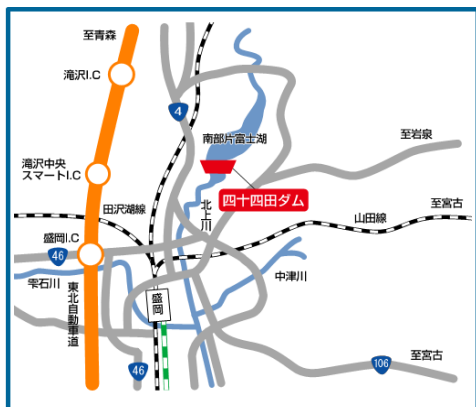 至青森
滝沢I.C
4
南部片富士湖
至岩泉
滝沢中央
スマートI.C
四十四田ダム
北上川
田沢湖線
山田線
至宮古
盛岡I.C
46
雫石川
中津川
盛岡
東北自動車道
至宮古
46
106